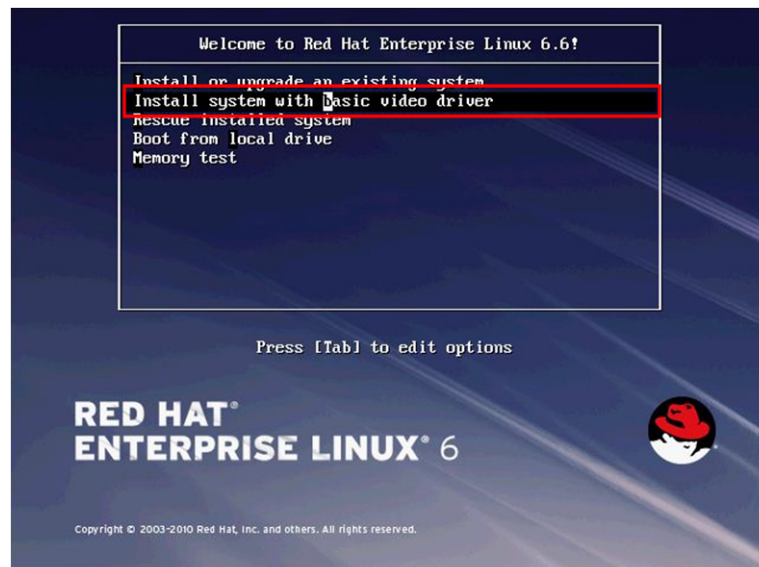 Welcome to Red Hat Enterprise Linux 6.6!
Install or upgrade an existing system
Install system with basic video driver
Rescue installed system
Boot from local drive
Memory test
Press [Tab] to edit options
RED HAT®
ENTERPRISE LINUX® 6
Copyright © 2003-2010 Red Hat, Inc. and others. All rights reserved.